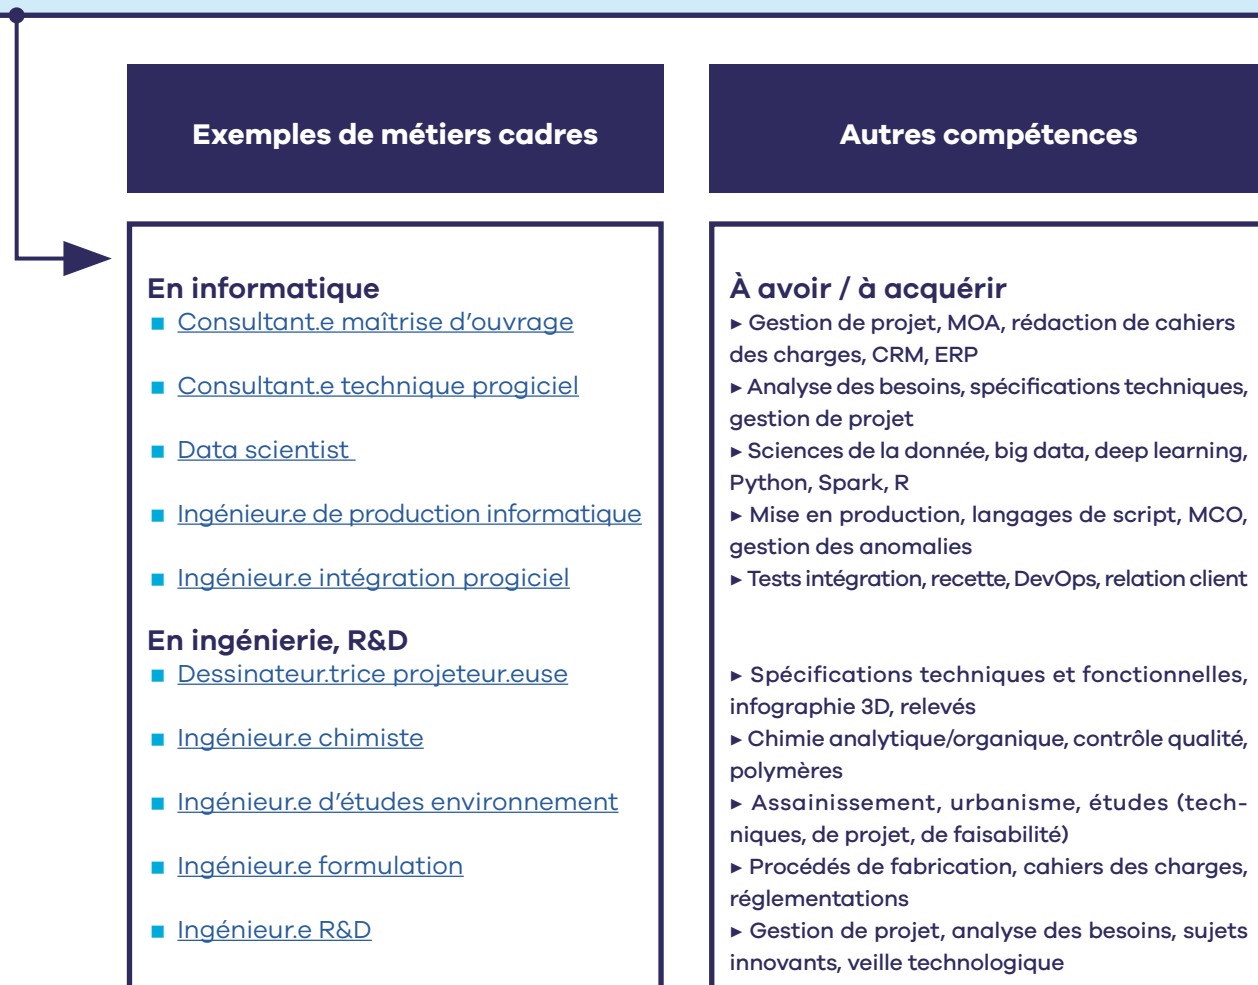 Exemples de métiers cadres
Autres compétences
En informatique
■ Consultant.e maîtrise d’ouvrage
■ Consultant.e technique progiciel
■ Data scientist
■ Ingénieur.e de production informatique
■ Ingénieur.e intégration progiciel
En ingénierie, R&D
■ Dessinateur.trice projeteur.euse
■ Ingénieur.e chimiste
■ Ingénieur.e d’études environnement
■ Ingénieur.e formulation
■ Ingénieur.e R&D
À avoir / à acquérir
▸ Gestion de projet, MOA, rédaction de cahiers
des charges, CRM, ERP
▸ Analyse des besoins, spécifications techniques,
gestion de projet
▸ Sciences de la donnée, big data, deep learning,
Python, Spark, R
▸ Mise en production, langages de script, MCO,
gestion des anomalies
▸ Tests intégration, recette, DevOps, relation client
▸ Spécifications techniques et fonctionnelles,
infographie 3D, relevés
▸ Chimie analytique/organique, contrôle qualité,
polymères
▸ Assainissement, urbanisme, études (tech-
niques, de projet, de faisabilité)
▸ Procédés de fabrication, cahiers des charges,
réglementations
▸ Gestion de projet, analyse des besoins, sujets
innovants, veille technologique